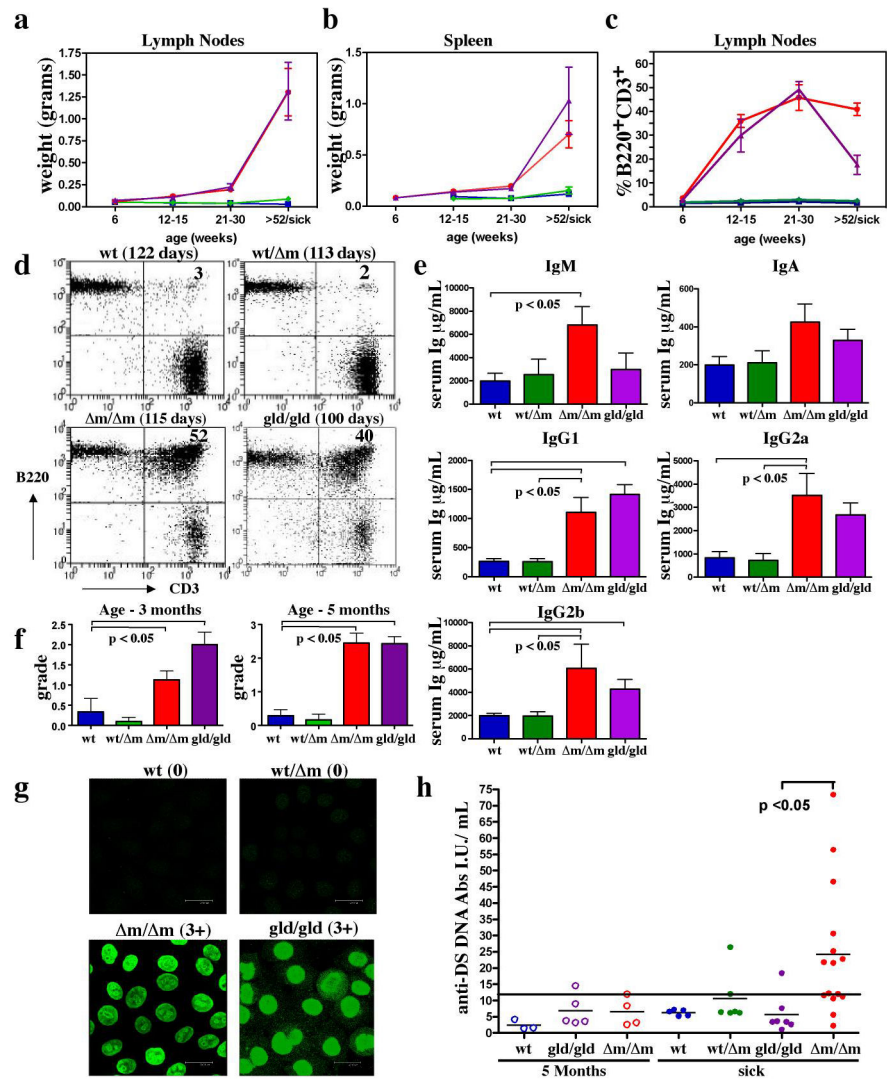 a
Lymph Nodes
weight (grams)
1.75
1.50
1.25
1.00
0.75
0.50
0.25
0.00
6 12-15 21-30 >52/sick
age (weeks)
b
Spleen
weight (grams)
1.5
1.0
0.5
0.0
6 12-15 21-30 >52/sick
age (weeks)
c
Lymph Nodes
%B220+CD3+
60
50
40
30
20
10
0
6 12-15 21-30 >52/sick
age (weeks)
d
wt (122 days)
3
wt/Δm (113 days)
2
Δm/Δm (115 days)
52
gld/gld (100 days)
40
B220
CD3
e
IgM
serum Ig µg/mL
10000
8000
6000
4000
2000
0
p < 0.05
wt wt/Δm Δm/Δm gld/gld
IgA
serum Ig µg/mL
600
400
200
0
wt wt/Δm Δm/Δm gld/gld
IgG1
serum Ig µg/mL
2000
1500
1000
500
0
p < 0.05
wt wt/Δm Δm/Δm gld/gld
IgG2a
serum Ig µg/mL
5000
4000
3000
2000
1000
0
p < 0.05
wt wt/Δm Δm/Δm gld/gld
IgG2b
serum Ig µg/mL
10000
8000
6000
4000
2000
0
p < 0.05
wt wt/Δm Δm/Δm gld/gld
f
Age - 3 months
grade
2.5
2.0
1.5
1.0
0.5
0.0
p < 0.05
wt wt/Δm Δm/Δm gld/gld
Age - 5 months
grade
3
2
1
0
p < 0.05
wt wt/Δm Δm/Δm gld/gld
g
wt (0)
wt/Δm (0)
Δm/Δm (3+)
gld/gld (3+)
h
anti-DS DNA Abs I.U./ mL
75
70
65
60
55
50
45
40
35
30
25
20
15
10
5
0
p <0.05
wt gld/gld Δm/Δm wt wt/Δm gld/gld Δm/Δm
5 Months sick